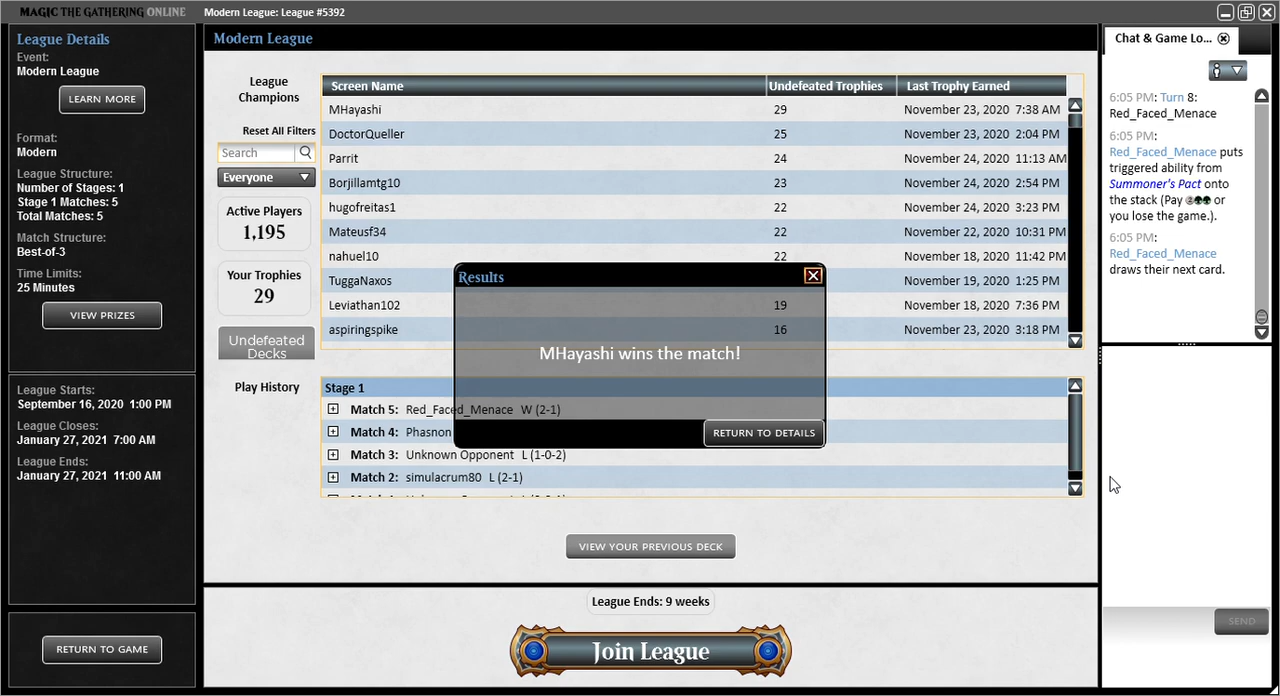 MAGIC THE GATHERING ONLINE
Modern League: League #5392
League Details
Event:
Modern League
LEARN MORE
Format:
Modern
League Structure:
Number of Stages: 1
Stage 1 Matches: 5
Total Matches: 5
Match Structure:
Best-of-3
Time Limits:
25 Minutes
VIEW PRIZES
League Starts:
September 16, 2020 1:00 PM
League Closes:
January 27, 2021 7:00 AM
League Ends:
January 27, 2021 11:00 AM
RETURN TO GAME
Modern League
League
Champions
Reset All Filters
Search
Everyone
Active Players
1,195
Your Trophies
29
Undefeated
Decks
Screen Name Undefeated Trophies Last Trophy Earned
MHayashi 29 November 23, 2020 7:38 AM
DoctorQueller 25 November 23, 2020 2:04 PM
Parrit 24 November 24, 2020 11:13 AM
Borjillamtg10 23 November 24, 2020 2:54 PM
hugofreitas1 22 November 24, 2020 3:23 PM
Mateusf34 22 November 22, 2020 10:31 PM
nahuel10 22 November 18, 2020 11:42 PM
TuggaNaxos November 19, 2020 1:25 PM
Leviathan102 19 November 18, 2020 7:36 PM
aspiringspike 16 November 23, 2020 3:18 PM
Results
MHayashi wins the match!
RETURN TO DETAILS
Play History
Stage 1
Match 5: Red_Faced_Menace W (2-1)
Match 4: Phasnon
Match 3: Unknown Opponent L (1-0-2)
Match 2: simulacrum80 L (2-1)
VIEW YOUR PREVIOUS DECK
League Ends: 9 weeks
Join League
Chat & Game Lo...
6:05 PM: Turn 8:
Red_Faced_Menace
6:05 PM:
Red_Faced_Menace puts
triggered ability from
Summoner's Pact onto
the stack (Pay 2 or
you lose the game.).
6:05 PM:
Red_Faced_Menace
draws their next card.
SEND